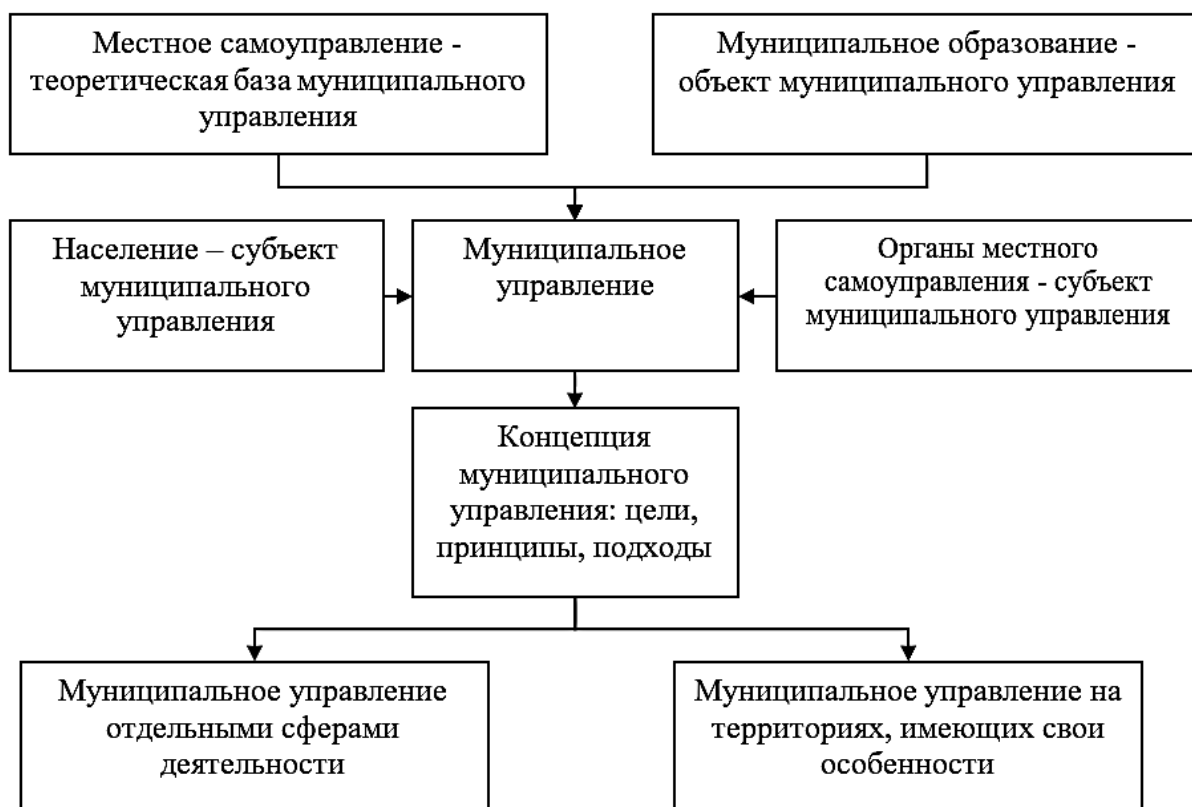 Местное самоуправление -
теоретическая база муниципального
управления
Муниципальное образование -
объект муниципального управления
Население – субъект
муниципального
управления
Муниципальное
управление
Органы местного
самоуправления - субъект
муниципального управления
Концепция
муниципального
управления: цели,
принципы, подходы
Муниципальное управление
отдельными сферами
деятельности
Муниципальное управление на
территориях, имеющих свои
особенности